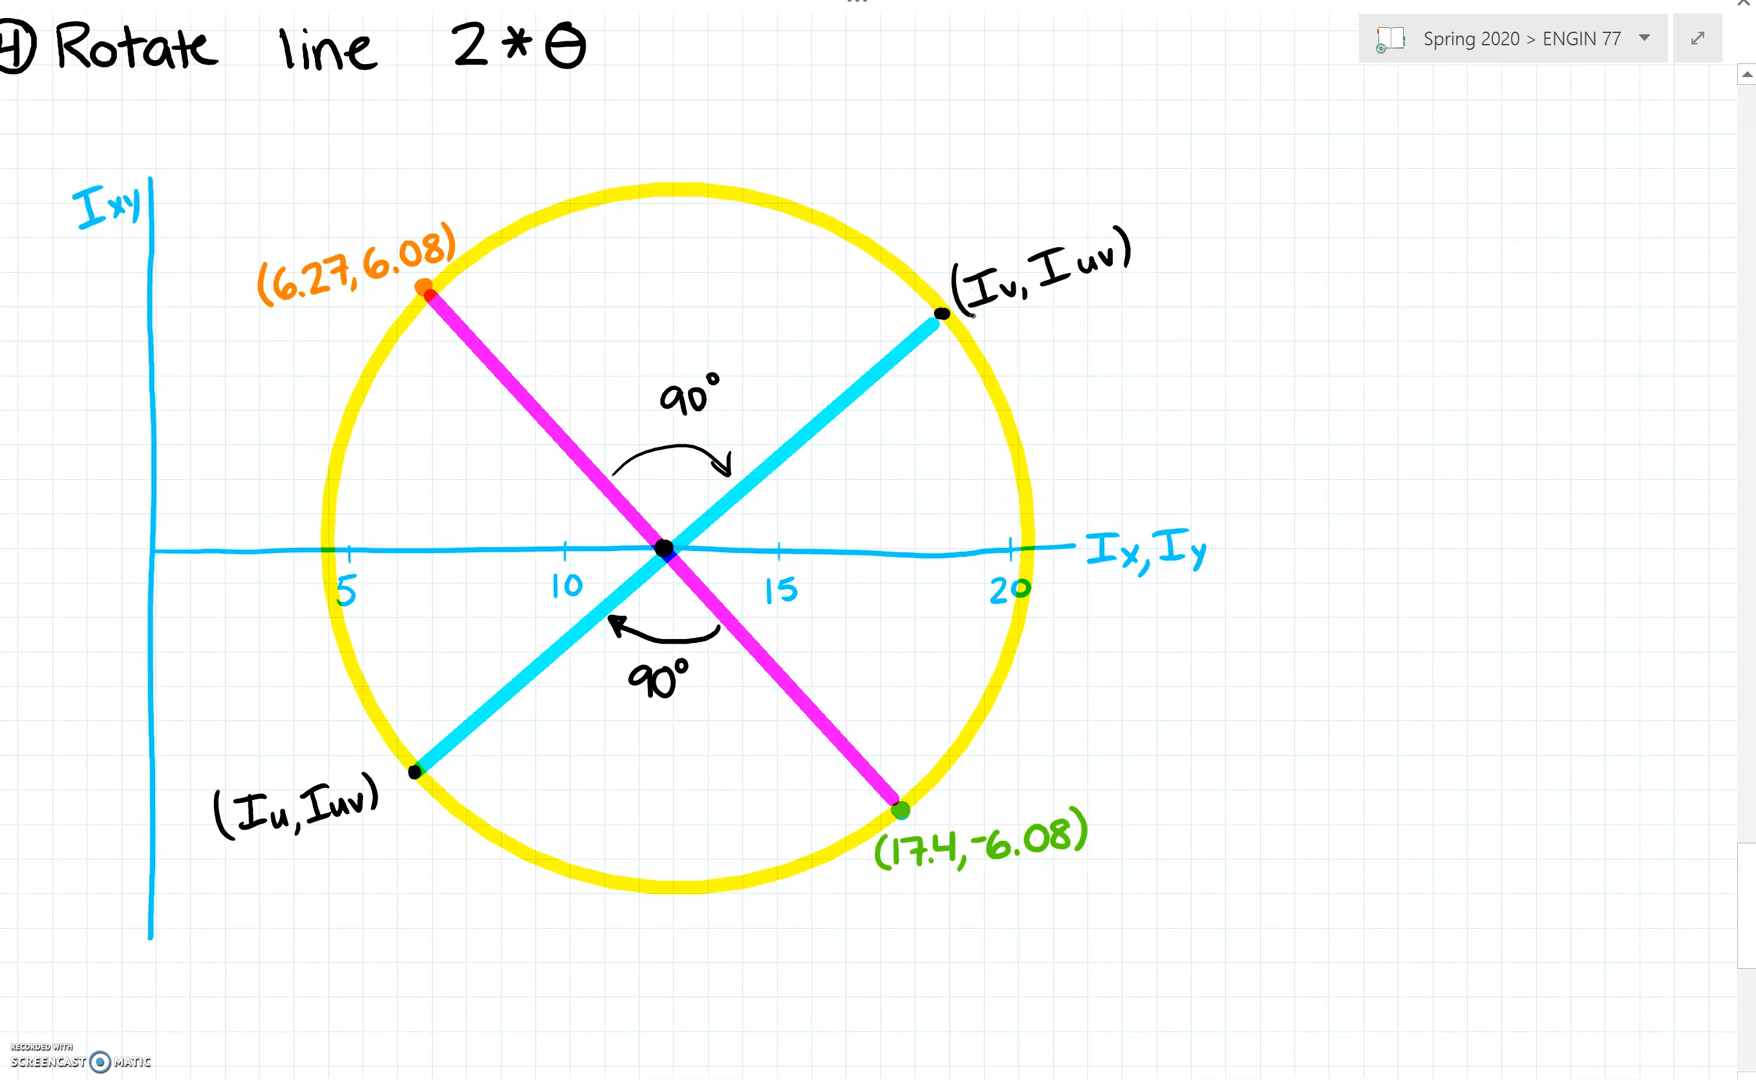 ④ Rotate line 2*θ
Spring 2020 > ENGIN 77
Ixy
(6.27, 6.08)
(Iv, Iuv)
90°
Ix, Iy
5 10 15 20
90°
(Iu, Iuv)
(17.4, -6.08)
RECORDED WITH
SCREENCAST MATIC